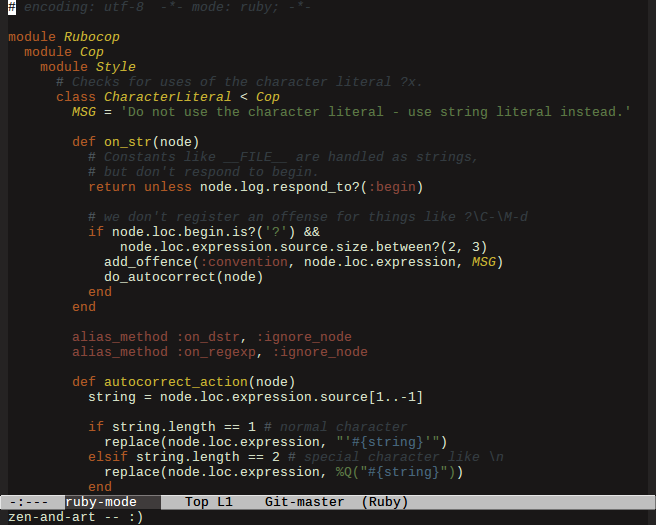 # encoding: utf-8  -*- mode: ruby; -*-

module Rubocop
  module Cop
    module Style
      # Checks for uses of the character literal ?x.
      class CharacterLiteral < Cop
        MSG = 'Do not use the character literal - use string literal instead.'

        def on_str(node)
          # Constants like __FILE__ are handled as strings,
          # but don't respond to begin.
          return unless node.log.respond_to?(:begin)

          # we don't register an offense for things like ?\C-\M-d
          if node.loc.begin.is?('?') &&
              node.loc.expression.source.size.between?(2, 3)
            add_offence(:convention, node.loc.expression, MSG)
            do_autocorrect(node)
          end
        end

        alias_method :on_dstr, :ignore_node
        alias_method :on_regexp, :ignore_node

        def autocorrect_action(node)
          string = node.loc.expression.source[1..-1]

          if string.length == 1 # normal character
            replace(node.loc.expression, "'#{string}'")
          elsif string.length == 2 # special character like \n
            replace(node.loc.expression, %Q("#{string}"))
          end
-:---  ruby-mode      Top L1    Git-master  (Ruby)
zen-and-art -- :)